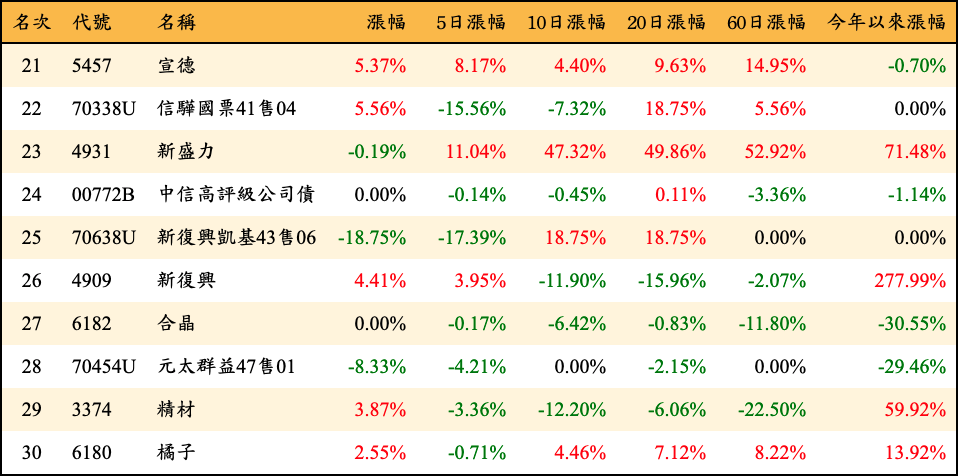 名次 代號 名稱 漲幅 5日漲幅 10日漲幅 20日漲幅 60日漲幅 今年以來漲幅
21 5457 宣德 5.37% 8.17% 4.40% 9.63% 14.95% -0.70%
22 70338U 信驊國票41售04 5.56% -15.56% -7.32% 18.75% 5.56% 0.00%
23 4931 新盛力 -0.19% 11.04% 47.32% 49.86% 52.92% 71.48%
24 00772B 中信高評級公司債 0.00% -0.14% -0.45% 0.11% -3.36% -1.14%
25 70638U 新復興凱基43售06 -18.75% -17.39% 18.75% 18.75% 0.00% 0.00%
26 4909 新復興 4.41% 3.95% -11.90% -15.96% -2.07% 277.99%
27 6182 合晶 0.00% -0.17% -6.42% -0.83% -11.80% -30.55%
28 70454U 元太群益47售01 -8.33% -4.21% 0.00% -2.15% 0.00% -29.46%
29 3374 精材 3.87% -3.36% -12.20% -6.06% -22.50% 59.92%
30 6180 橘子 2.55% -0.71% 4.46% 7.12% 8.22% 13.92%